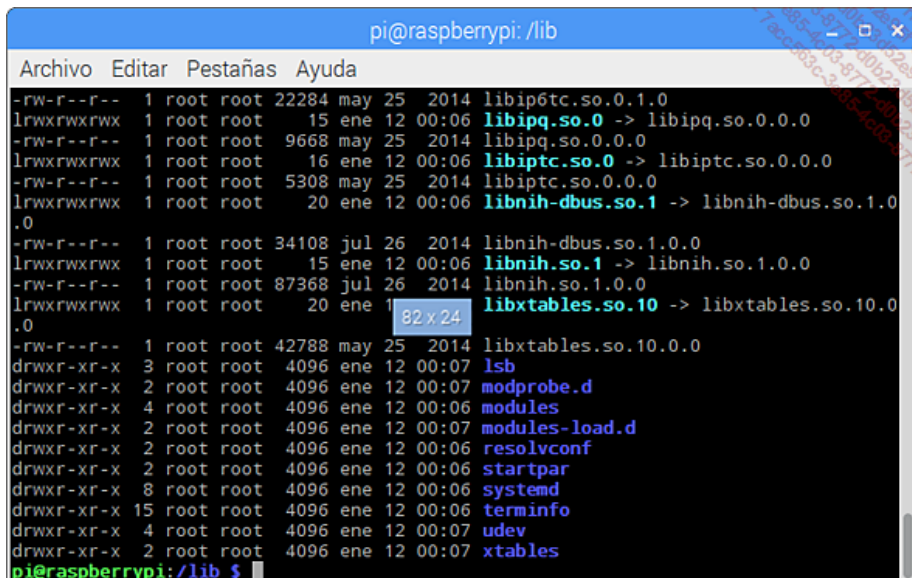 pi@raspberrypi: /lib
Archivo Editar Pestañas Ayuda
-rw-r--r-- 1 root root 22284 may 25 2014 libip6tc.so.0.1.0
lrwxrwxrwx 1 root root 15 ene 12 00:06 libipq.so.0 -> libipq.so.0.0.0
-rw-r--r-- 1 root root 9668 may 25 2014 libipq.so.0.0.0
lrwxrwxrwx 1 root root 16 ene 12 00:06 libiptc.so.0 -> libiptc.so.0.0.0
-rw-r--r-- 1 root root 5308 may 25 2014 libiptc.so.0.0.0
lrwxrwxrwx 1 root root 20 ene 12 00:06 libnih-dbus.so.1 -> libnih-dbus.so.1.0
.0
-rw-r--r-- 1 root root 34108 jul 26 2014 libnih-dbus.so.1.0.0
lrwxrwxrwx 1 root root 15 ene 12 00:06 libnih.so.1 -> libnih.so.1.0.0
-rw-r--r-- 1 root root 87368 jul 26 2014 libnih.so.1.0.0
lrwxrwxrwx 1 root root 20 ene 1 libxtables.so.10 -> libxtables.so.10.0
82 x 24
.0
-rw-r--r-- 1 root root 42788 may 25 2014 libxtables.so.10.0.0
drwxr-xr-x 3 root root 4096 ene 12 00:07 lsb
drwxr-xr-x 2 root root 4096 ene 12 00:07 modprobe.d
drwxr-xr-x 4 root root 4096 ene 12 00:06 modules
drwxr-xr-x 2 root root 4096 ene 12 00:07 modules-load.d
drwxr-xr-x 2 root root 4096 ene 12 00:06 resolvconf
drwxr-xr-x 2 root root 4096 ene 12 00:06 startpar
drwxr-xr-x 8 root root 4096 ene 12 00:06 systemd
drwxr-xr-x 15 root root 4096 ene 12 00:06 terminfo
drwxr-xr-x 4 root root 4096 ene 12 00:07 udev
drwxr-xr-x 2 root root 4096 ene 12 00:07 xtables
pi@raspberrypi:/lib $